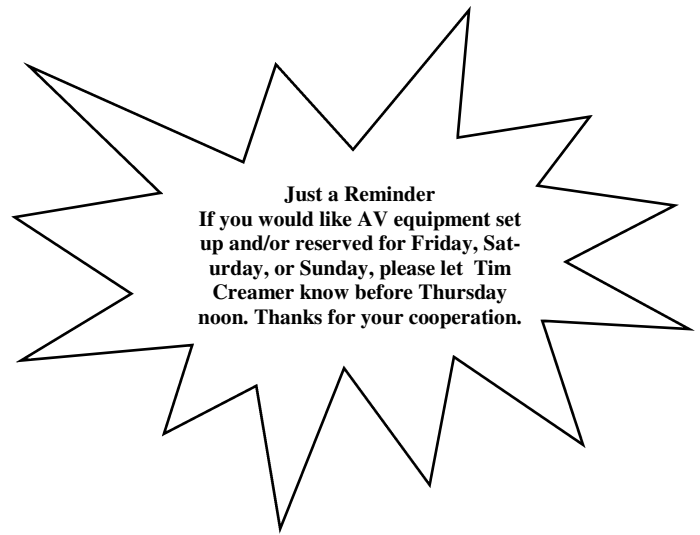 Just a Reminder
If you would like AV equipment set
up and/or reserved for Friday, Sat-
urday, or Sunday, please let  Tim
Creamer know before Thursday
noon. Thanks for your cooperation.